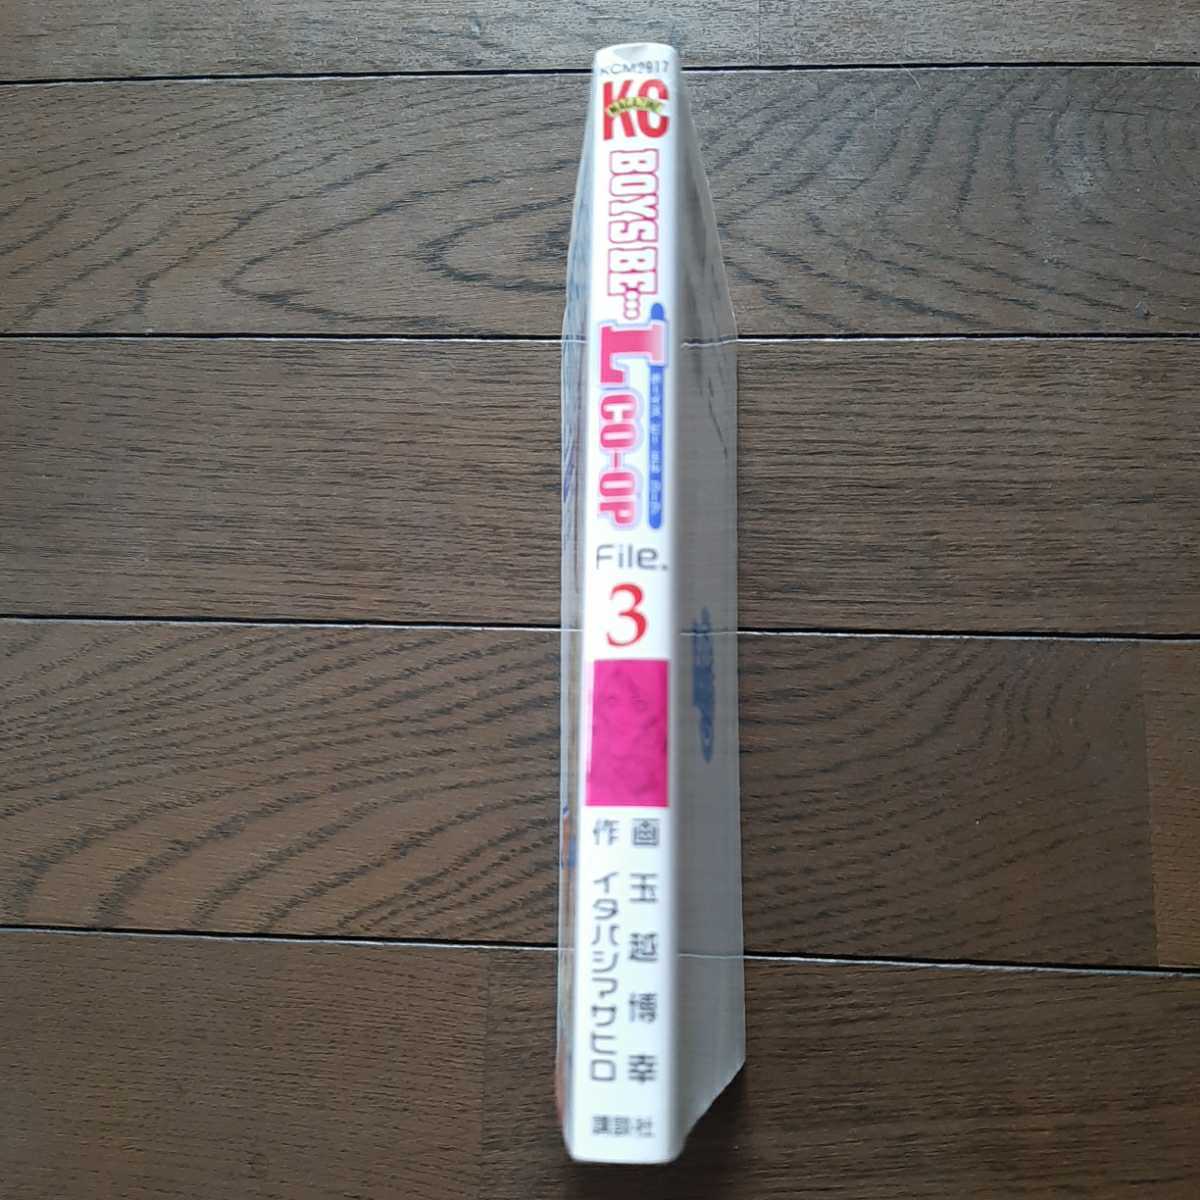 KCM2917
KC
MAGAZINE
BOYS BE…
L CO-OP
File.
3
画 玉越博幸
作 イタバシマサヒロ
講談社